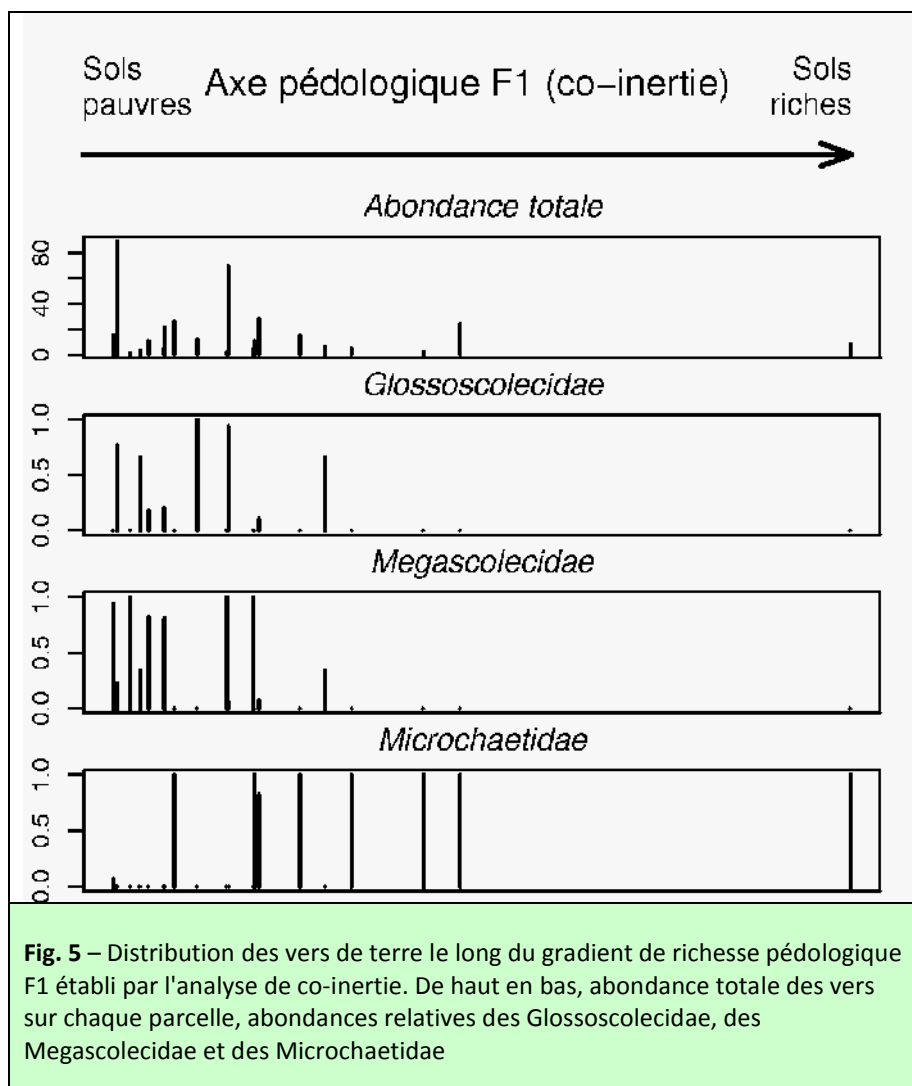 Sols
pauvres
Axe pédologique F1 (co-inertie)
Sols
riches
Abondance totale
80
40
0
Glossoscolecidae
1.0
0.5
0.0
Megascolecidae
1.0
0.5
0.0
Microchaetidae
1.0
0.5
0.0
Fig. 5 – Distribution des vers de terre le long du gradient de richesse pédologique
F1 établi par l'analyse de co-inertie. De haut en bas, abondance totale des vers
sur chaque parcelle, abondances relatives des Glossoscolecidae, des
Megascolecidae et des Microchaetidae